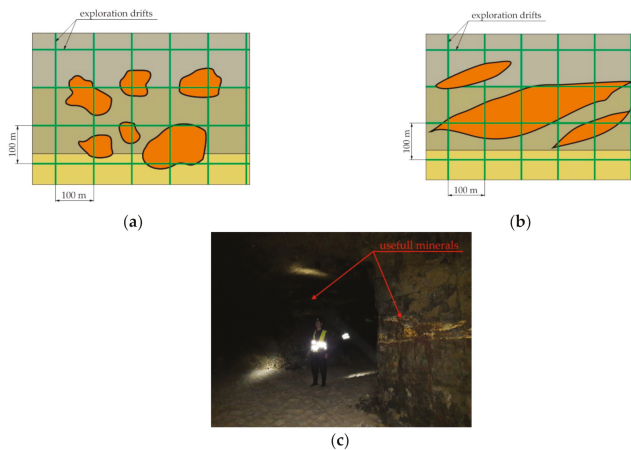 exploration drifts
exploration drifts
100 m
100 m
100 m
100 m
(a)
(b)
usefull minerals
(c)